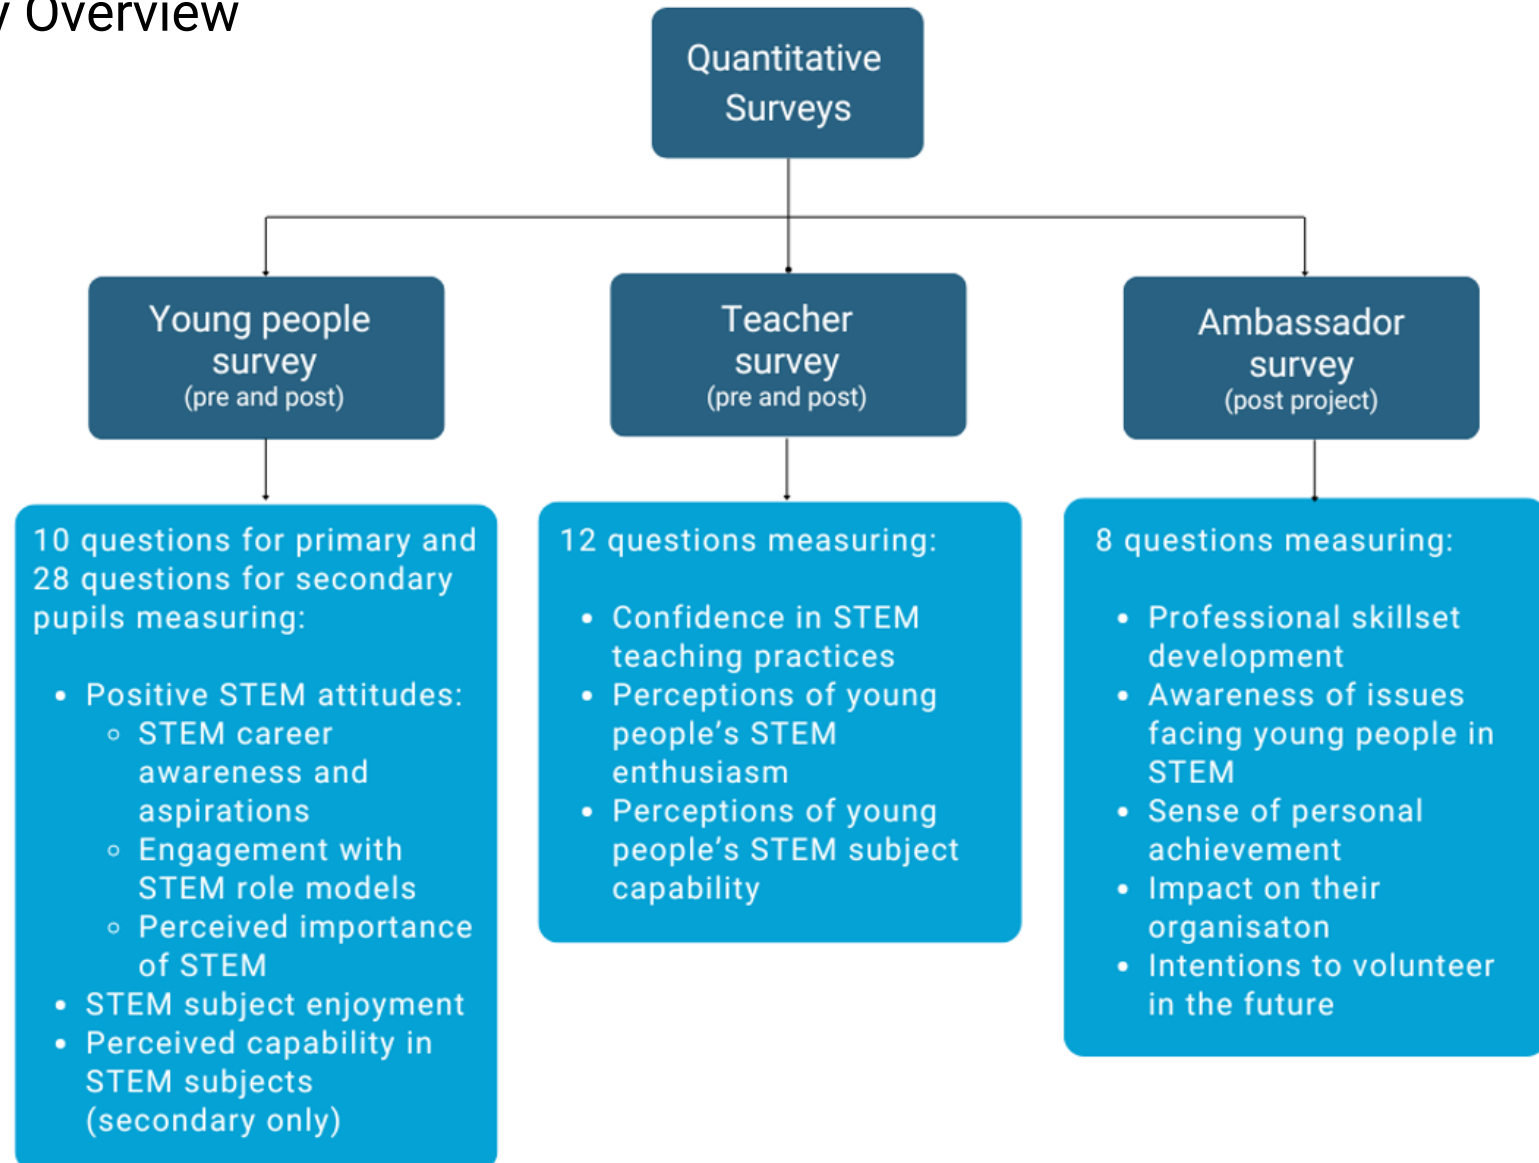 y Overview
Quantitative
Surveys
Young people
survey
(pre and post)
Teacher
survey
(pre and post)
Ambassador
survey
(post project)
10 questions for primary and
28 questions for secondary
pupils measuring:
• Positive STEM attitudes:
◦ STEM career
awareness and
aspirations
◦ Engagement with
STEM role models
◦ Perceived importance
of STEM
• STEM subject enjoyment
• Perceived capability in
STEM subjects
(secondary only)
12 questions measuring:
• Confidence in STEM
teaching practices
• Perceptions of young
people’s STEM
enthusiasm
• Perceptions of young
people’s STEM subject
capability
8 questions measuring:
• Professional skillset
development
• Awareness of issues
facing young people in
STEM
• Sense of personal
achievement
• Impact on their
organisaton
• Intentions to volunteer
in the future